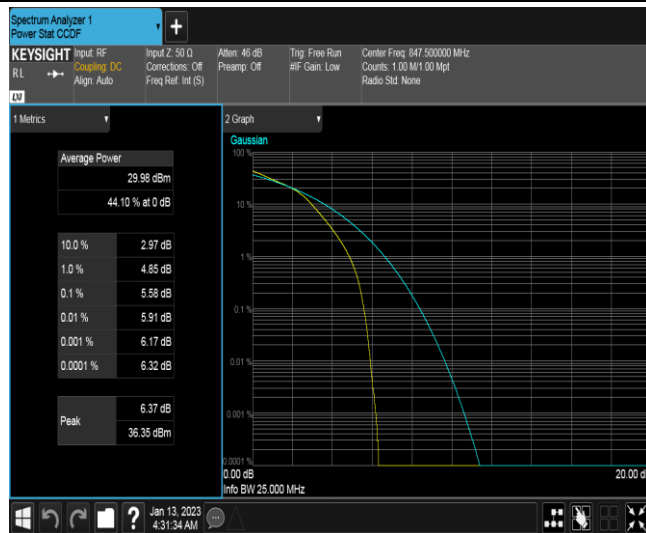 Spectrum Analyzer 1
Power Stat CCDF
+
KEYSIGHT
RL
Input: RF
Coupling: DC
Align: Auto
Input Z: 50 Ω
Corrections: Off
Freq Ref: Int (S)
Atten: 46 dB
Preamp: Off
Trig: Free Run
#IF Gain: Low
Center Freq: 847.500000 MHz
Counts: 1.00 M/1.00 Mpt
Radio Std: None
LXI
1 Metrics
Average Power
29.98 dBm
44.10 % at 0 dB
10.0 % 2.97 dB
1.0 % 4.85 dB
0.1 % 5.58 dB
0.01 % 5.91 dB
0.001 % 6.17 dB
0.0001 % 6.32 dB
Peak
6.37 dB
36.35 dBm
2 Graph
Gaussian
100 %
10 %
1 %
0.1 %
0.01 %
0.001 %
0.0001 %
0.00 dB
20.00 d
Info BW 25.000 MHz
?
Jan 13, 2023
4:31:34 AM